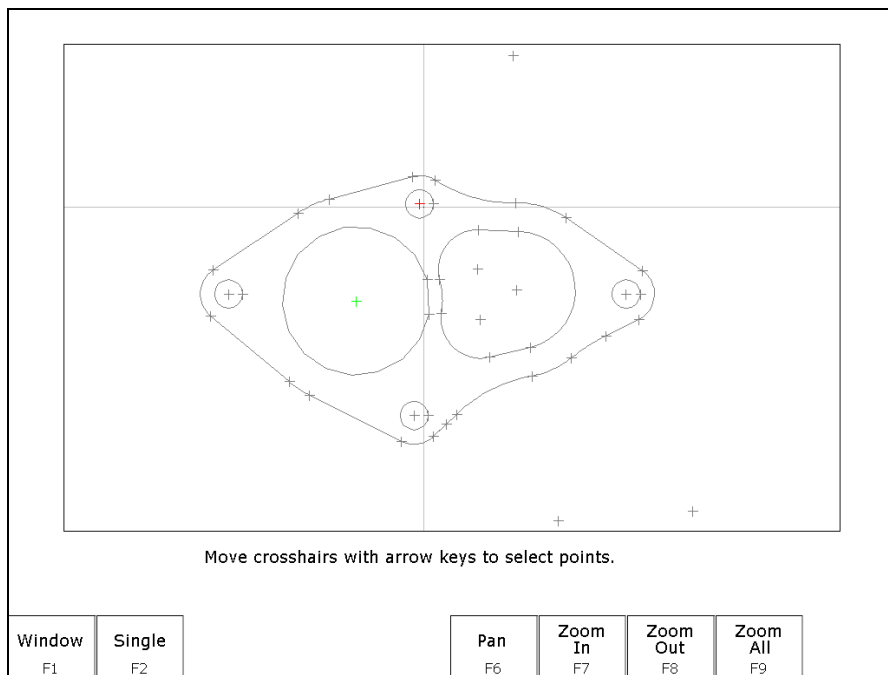 Move crosshairs with arrow keys to select points.
Window
F1
Single
F2
Pan
F6
Zoom
In
F7
Zoom
Out
F8
Zoom
All
F9